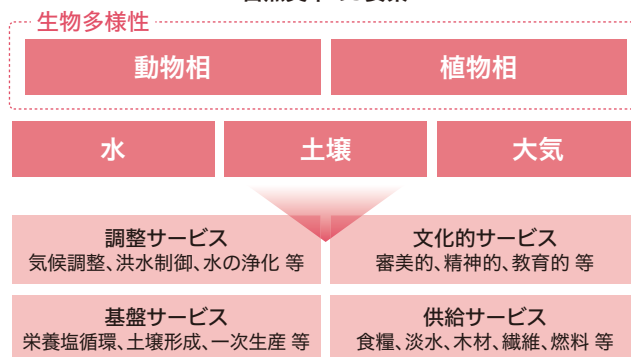 生物多様性
動物相
植物相
水
土壌
大気
調整サービス
気候調整、洪水制御、水の浄化 等
文化的サービス
審美的、精神的、教育的 等
基盤サービス
栄養塩循環、土壌形成、一次生産 等
供給サービス
食糧、淡水、木材、繊維、燃料 等